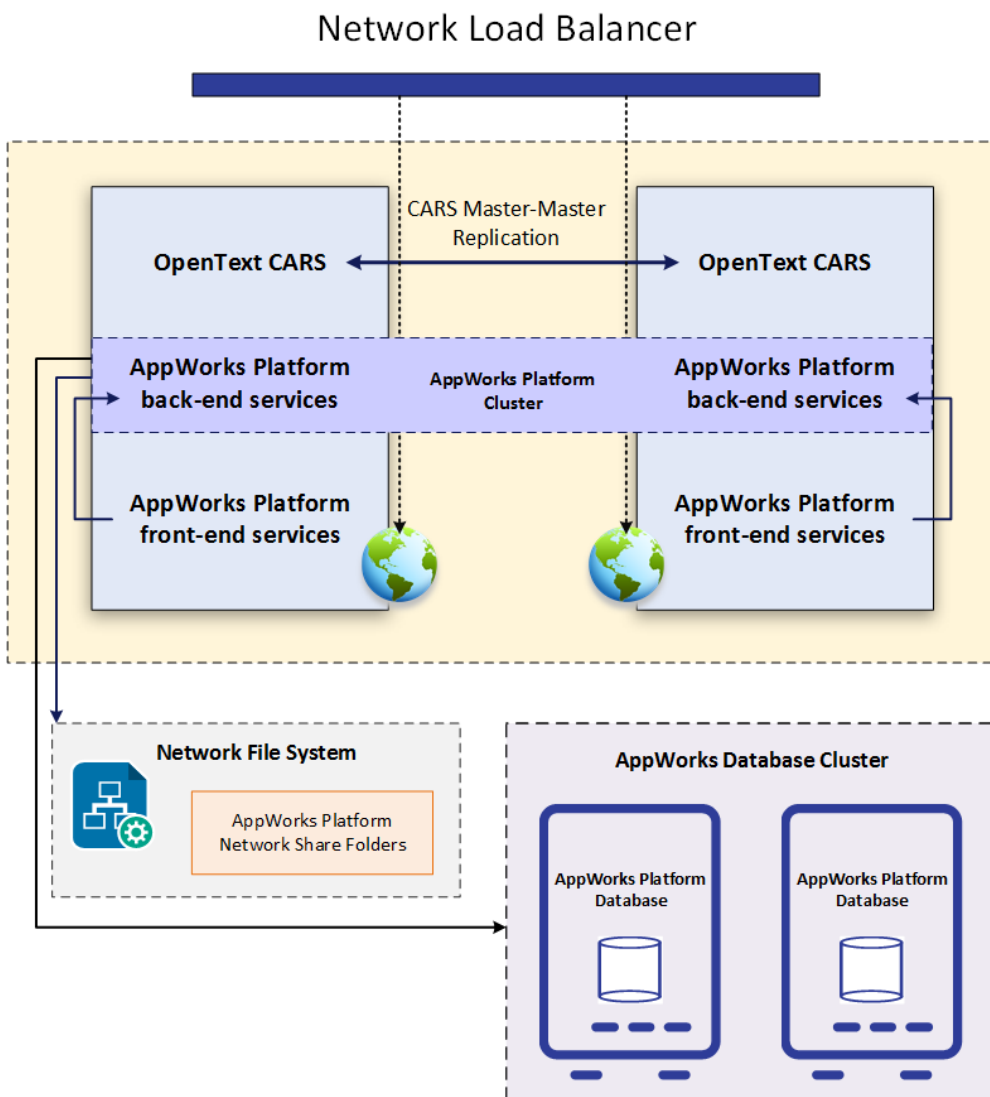 Network Load Balancer
CARS Master-Master
Replication
OpenText CARS
OpenText CARS
AppWorks Platform
back-end services
AppWorks Platform
Cluster
AppWorks Platform
back-end services
AppWorks Platform
front-end services
AppWorks Platform
front-end services
Network File System
AppWorks Platform
Network Share Folders
AppWorks Database Cluster
AppWorks Platform
Database
AppWorks Platform
Database